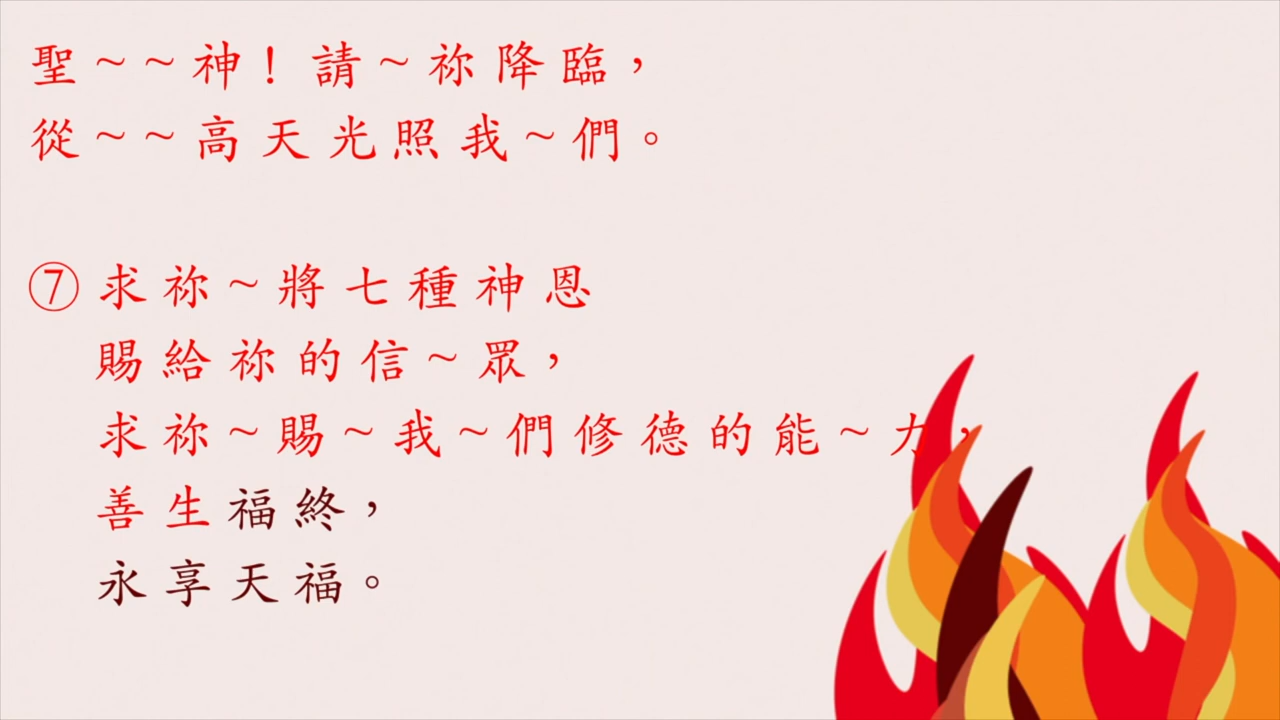 聖~~神！請~祢降臨，
從~~高天光照我~們。
⑦求祢~將七種神恩
賜給祢的信~眾，
求祢~賜~我~們修德的能~力，
善生福終，
永享天福。